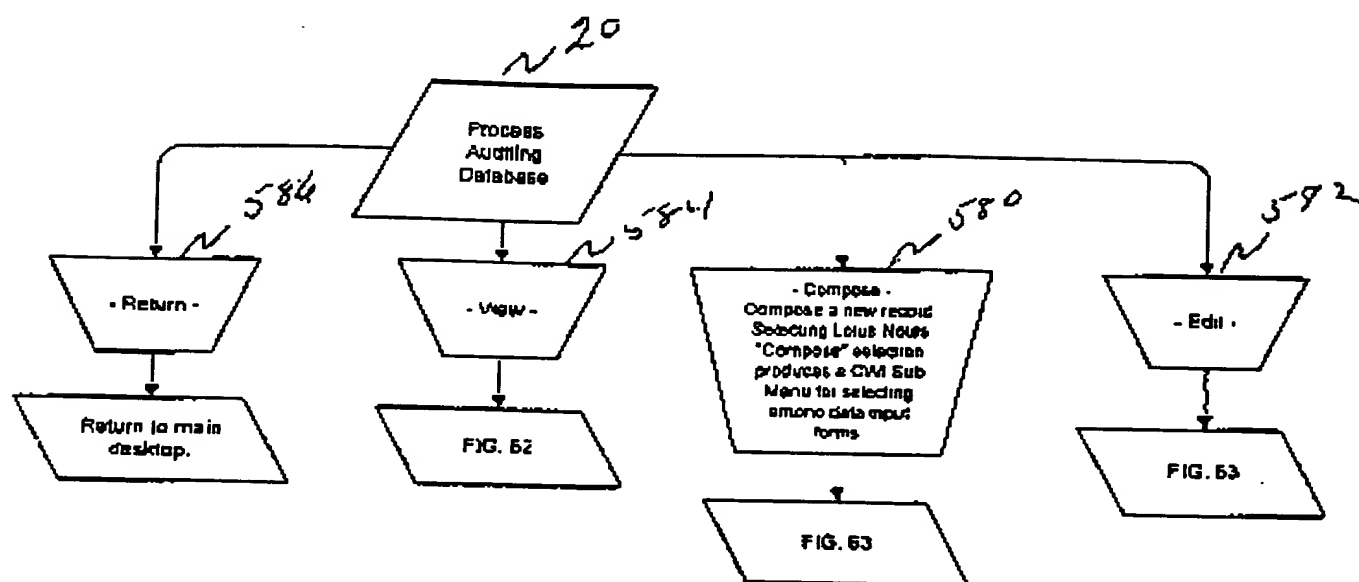 20
Process
Auditing
Database
586
584
580
582
- Return -
- View -
- Compose -
Compose a new record
Selecting Lotus Notes
"Compose" selection
produces a CWI Sub
Menu for selecting
among data input
forms
- Edit -
Return to main
desktop.
FIG. 62
FIG. 63
FIG. 63